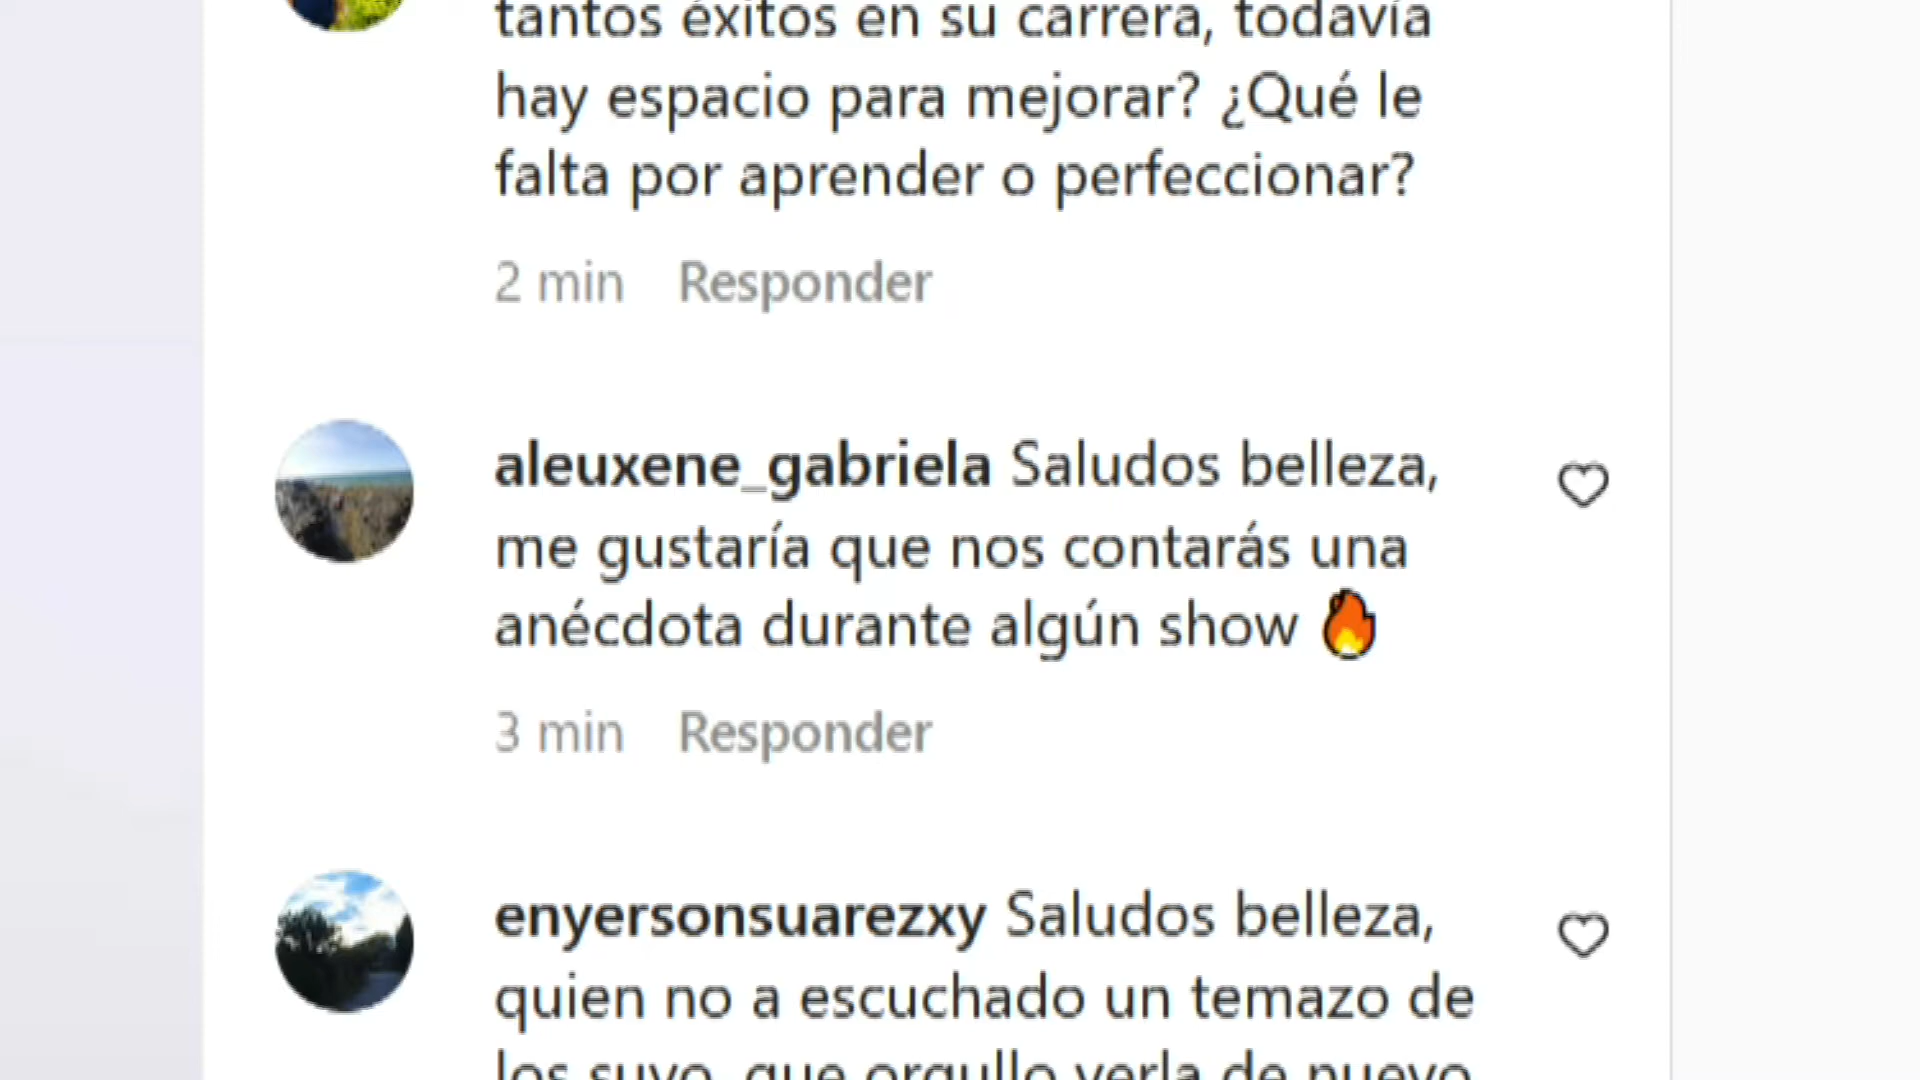 tantos éxitos en su carrera, todavía
hay espacio para mejorar? ¿Qué le
falta por aprender o perfeccionar?
2 min Responder
aleuxene_gabriela Saludos belleza,
me gustaría que nos contarás una
anécdota durante algún show 🔥
3 min Responder
enyersonsuarezxy Saludos belleza,
quien no a escuchado un temazo de
los suyo, que orgullo verla de nuevo